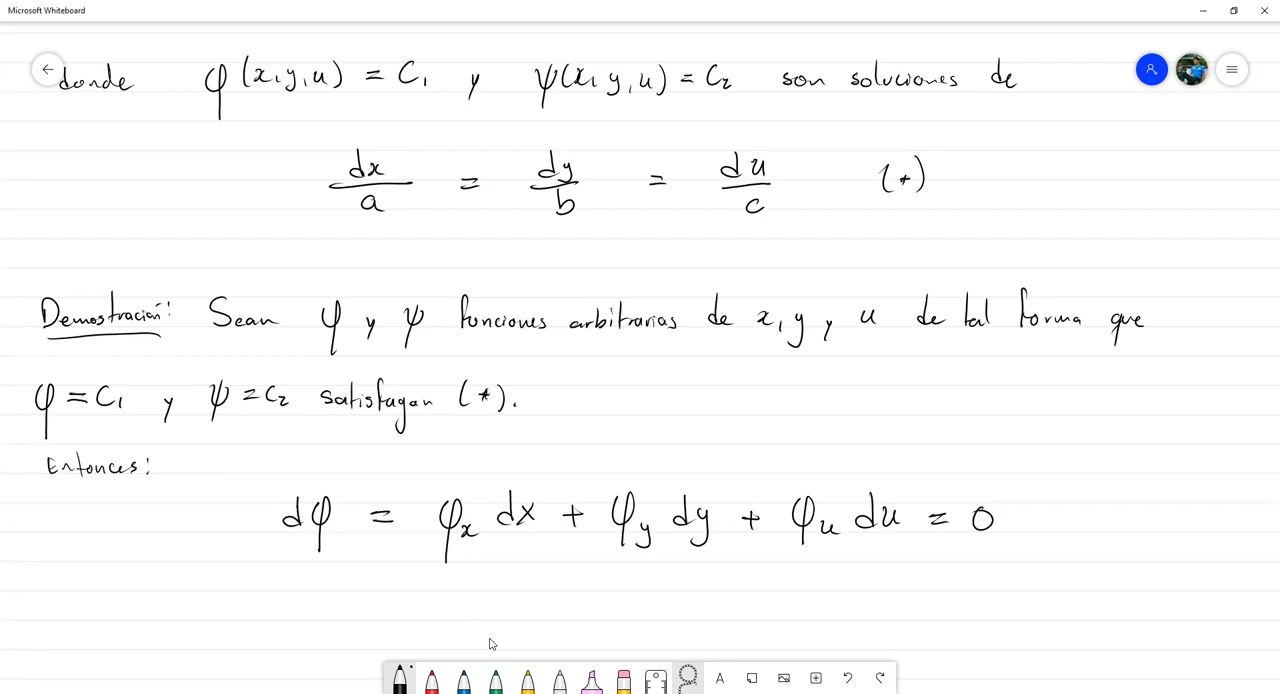 Microsoft Whiteboard
donde φ(x,y,u) = C₁ y ψ(x,y,u) = C₂ son soluciones de
dx/a = dy/b = du/c (*)
Demostración: Sean φ y ψ funciones arbitrarias de x, y y u de tal forma que
φ = C₁ y ψ = C₂ satisfagan (*).
Entonces:
dφ = φₓ dx + φ_y dy + φ_u du = 0
A